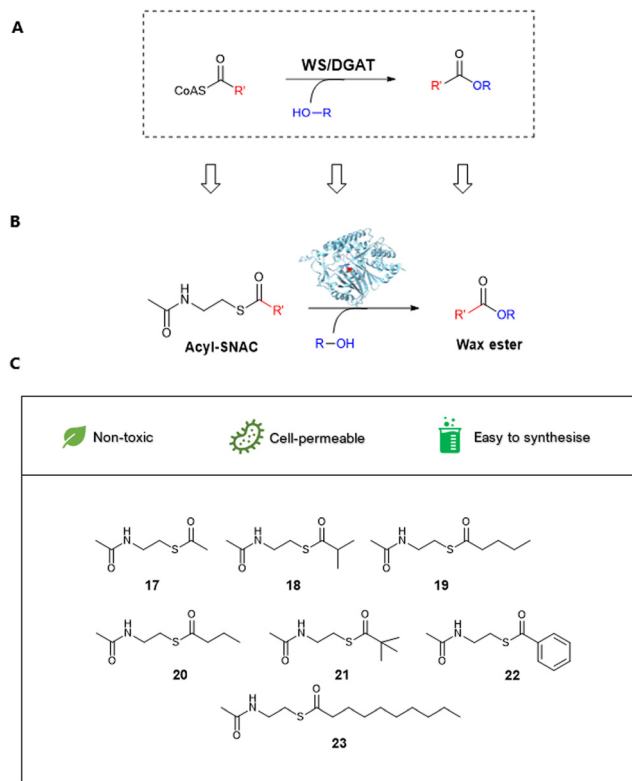 A
WS/DGAT
O
CoAS R'
HO–R
O
R' OR
B
H
N
O
S
O
R'
Acyl-SNAC
R–OH
O
R' OR
Wax ester
C
Non-toxic
Cell-permeable
Easy to synthesise
H
N
O
S
O
17
H
N
O
S
O
18
H
N
O
S
O
19
H
N
O
S
O
20
H
N
O
S
O
21
H
N
O
S
O
22
H
N
O
S
O
23